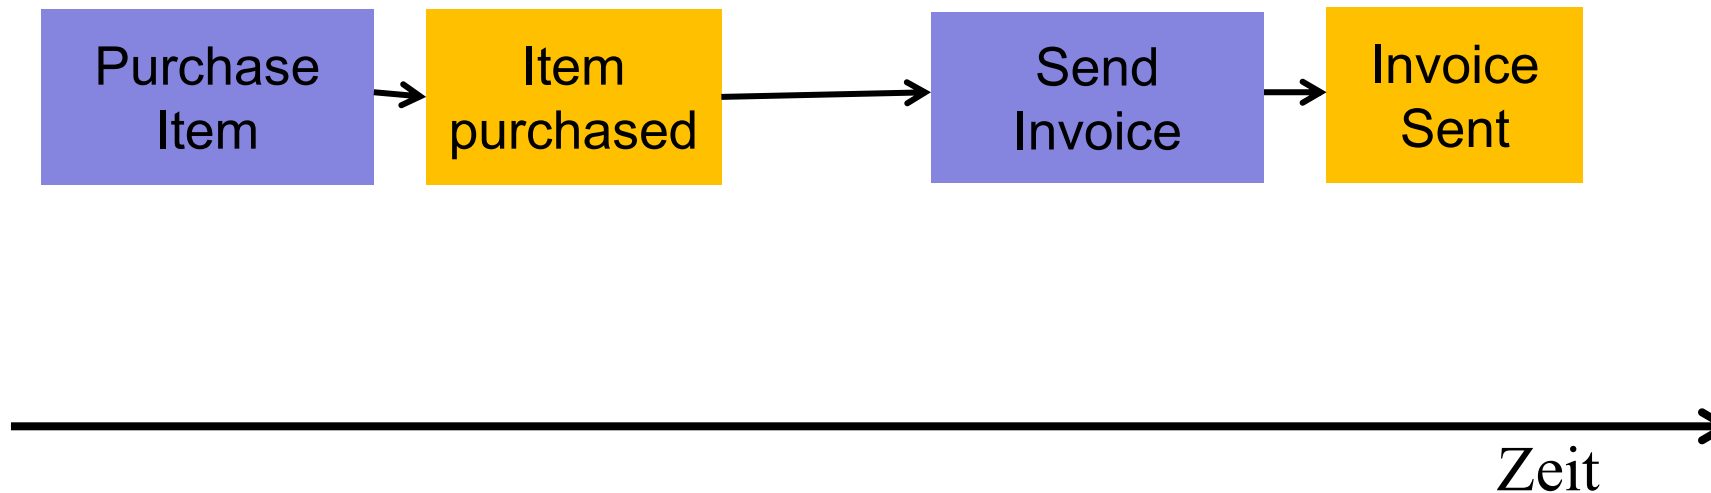 Purchase
Item
Item
purchased
Send
Invoice
Invoice
Sent
Zeit